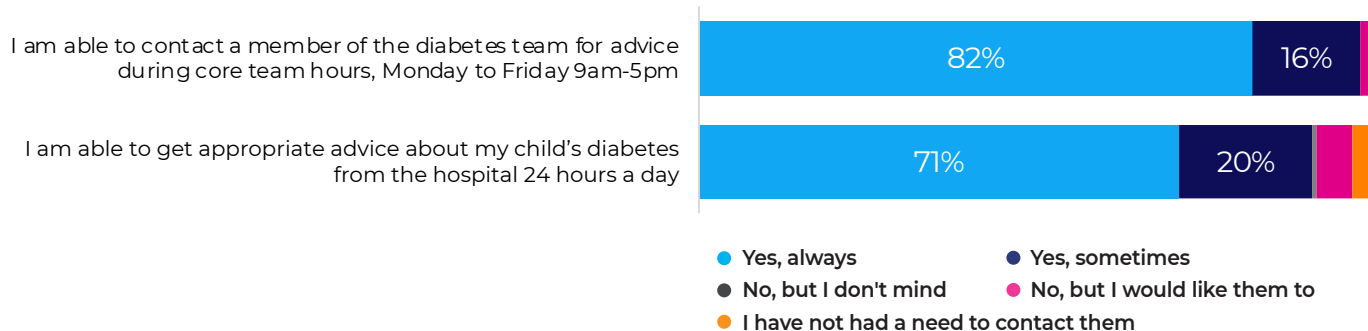 I am able to contact a member of the diabetes team for advice
during core team hours, Monday to Friday 9am-5pm
82%
16%
I am able to get appropriate advice about my child’s diabetes
from the hospital 24 hours a day
71%
20%
Yes, always
Yes, sometimes
No, but I don't mind
No, but I would like them to
I have not had a need to contact them